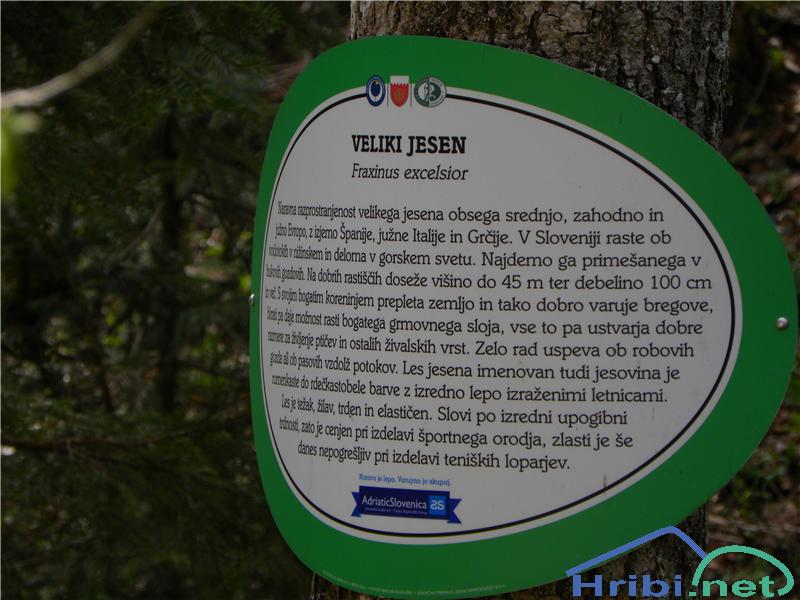 VELIKI JESEN
Fraxinus excelsior
Naravna razprostranjenost velikega jesena obsega srednjo, zahodno in
južno Evropo, z izjemo Španije, južne Italije in Grčije. V Sloveniji raste ob
vodotokih v nižinskem in deloma v gorskem svetu. Najdemo ga primešanega v
bukovih gozdovih. Na dobrih rastiščih doseže višino do 45 m ter debelino 100 cm
in več. S svojim bogatim koreninjem prepleta zemljo in tako dobro varuje bregove,
hkrati pa daje možnost rasti bogatega grmovnega sloja, vse to pa ustvarja dobre
razmere za življenje ptičev in ostalih živalskih vrst. Zelo rad uspeva ob robovih
gozda ali ob pasovih vzdolž potokov. Les jesena imenovan tudi jesovina je
rumenkaste do rdečkastobele barve z izredno lepo izraženimi letnicami.
Les je težak, žilav, trden in elastičen. Slovi po izredni upogibni
trdnosti, zato je cenjen pri izdelavi športnega orodja, zlasti je še
danes nepogrešljiv pri izdelavi teniških loparjev.
Narava je lepa. Varujmo jo skupaj.
AdriaticSlovenica
Hribi.net